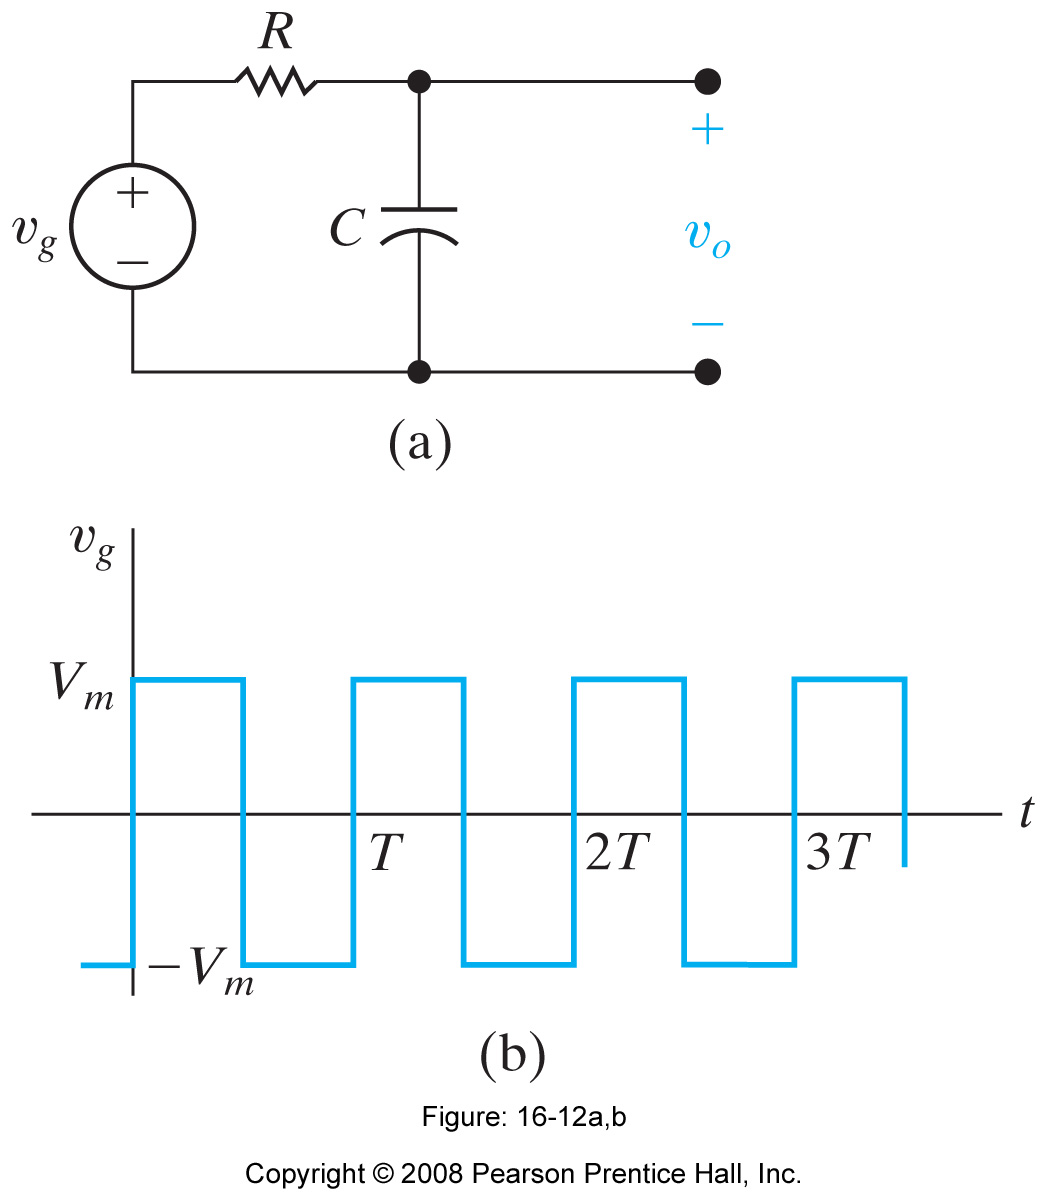 R
+
+
v_g
C
v_o
−
−
(a)
v_g
V_m
t
T
2T
3T
−V_m
(b)
Figure: 16-12a,b
Copyright © 2008 Pearson Prentice Hall, Inc.